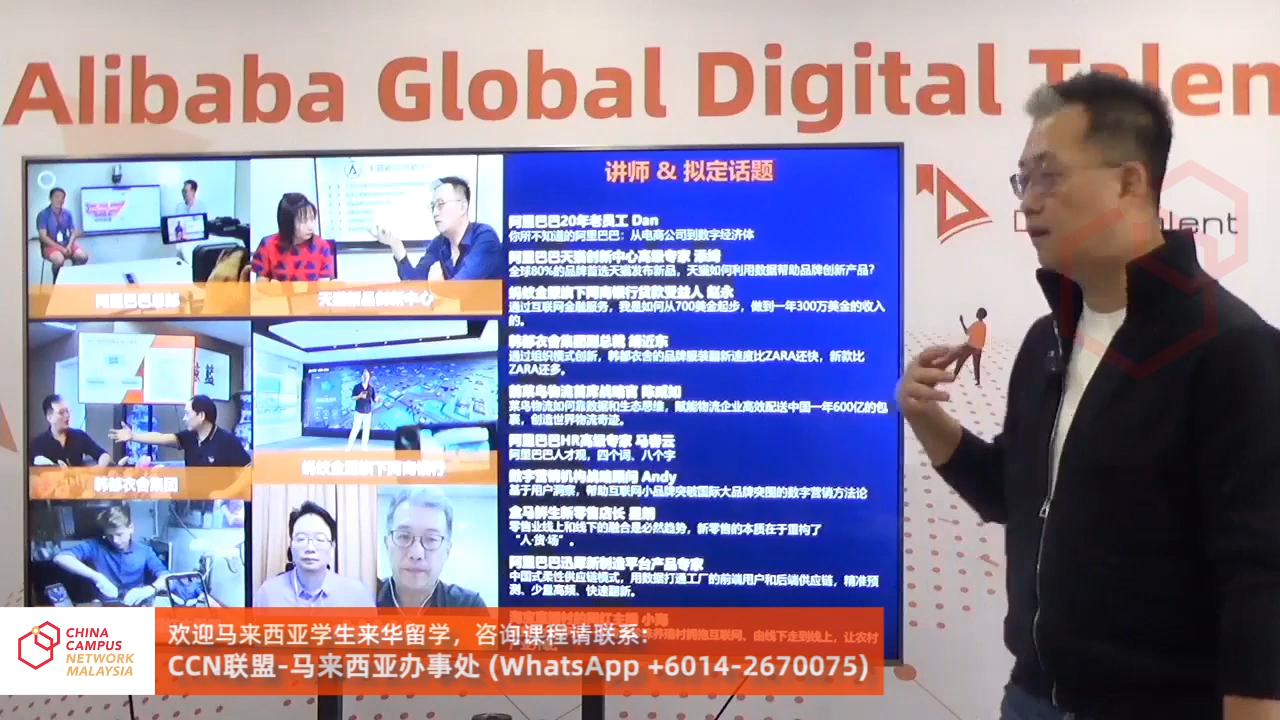 Alibaba Global Digital Talen
讲师 & 拟定话题
阿里巴巴20年老员工 Dan
你所不知道的阿里巴巴：从电商公司到数字经济体
阿里巴巴天猫创新中心高级专家
全球80%的品牌首选天猫发布新品，天猫如何利用数据帮助品牌创新产品？
蚂蚁金服旗下网商银行贷款受益人 赵永
通过互联网金融服务，我是如何从700美金起步，做到一年300万美金的收入
的。
韩都衣舍集团副总裁 胡近东
通过组织模式创新，韩都衣舍的品牌服装翻新速度比ZARA还快，新款比
ZARA还多。
前菜鸟物流首席战略官 陈威如
菜鸟物流如何靠数据和生态思维，赋能物流企业高效配送中国一年600亿的包
裹，创造世界物流奇迹。
阿里巴巴HR高级专家 马春云
阿里巴巴人才观，四个词、八个字
数字营销机构战略顾问 Andy
基于用户洞察，帮助互联网小品牌突破国际大品牌突围的数字营销方法论
盒马鲜生新零售店长
零售业线上和线下的融合是必然趋势，新零售的本质在于重构了
“人·货·场”。
阿里巴巴迅犀新制造平台产品专家
中国式柔性供应链模式，用数据打通工厂的前端用户和后端供应链，精准预
测、少量高频、快速翻新。
小海
养殖村拥抱互联网、由线下走到线上，让农村
阿里巴巴总部
天猫新品创新中心
韩都衣舍集团
蚂蚁金服旗下网商银行
D
lent
CHINA
CAMPUS
NETWORK
MALAYSIA
欢迎马来西亚学生来华留学，咨询课程请联系：
CCN联盟-马来西亚办事处 (WhatsApp +6014-2670075)